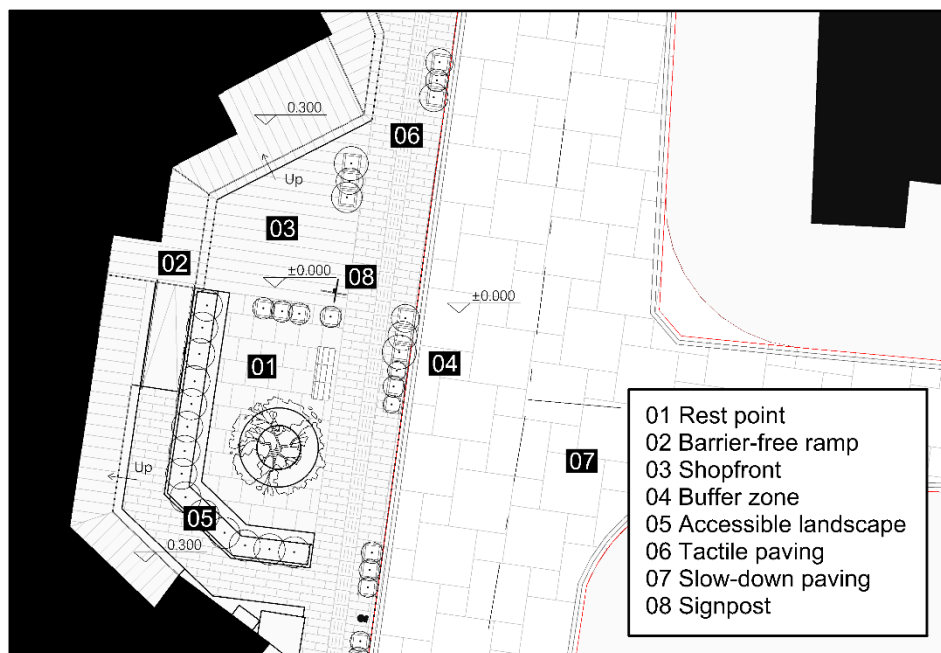 0.300
06
Up
03
02
±0.000
08
±0.000
01
04
07
Up
05
0.300
01 Rest point
02 Barrier-free ramp
03 Shopfront
04 Buffer zone
05 Accessible landscape
06 Tactile paving
07 Slow-down paving
08 Signpost